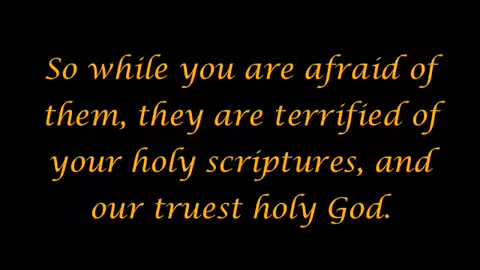 So while you are afraid of
them, they are terrified of
your holy scriptures, and
our truest holy God.